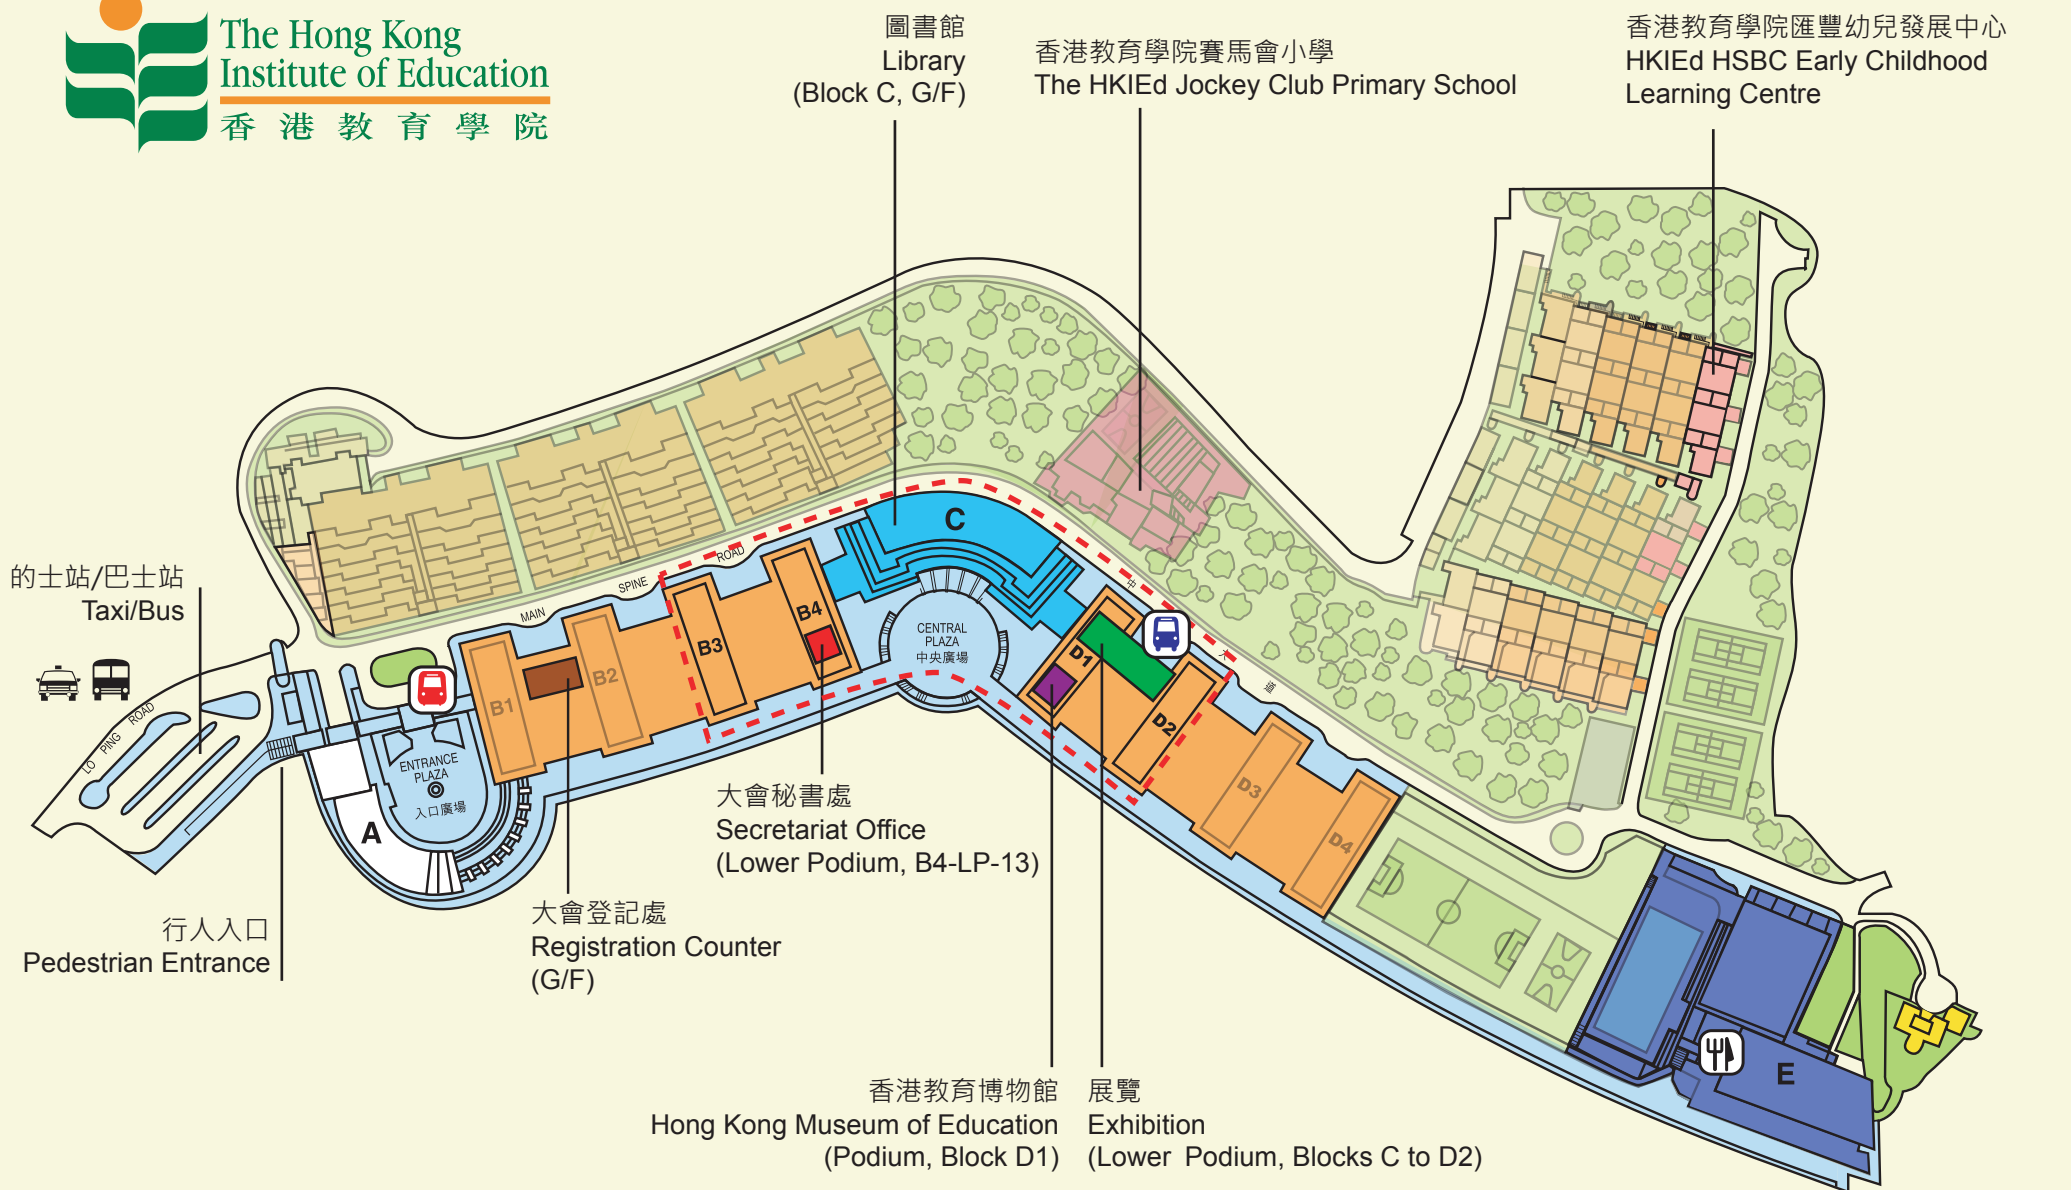 The Hong Kong
Institute of Education
香港教育學院
圖書館
Library
(Block C, G/F)
香港教育學院賽馬會小學
The HKIEd Jockey Club Primary School
香港教育學院匯豐幼兒發展中心
HKIEd HSBC Early Childhood
Learning Centre
的士站/巴士站
Taxi/Bus
LO PING ROAD
行人入口
Pedestrian Entrance
A
ENTRANCE
PLAZA
入口廣場
MAIN SPINE ROAD
中大道
B1
B2
B3
B4
C
CENTRAL
PLAZA
中央廣場
D1
D2
D3
D4
E
大會登記處
Registration Counter
(G/F)
大會秘書處
Secretariat Office
(Lower Podium, B4-LP-13)
香港教育博物館
Hong Kong Museum of Education
(Podium, Block D1)
展覽
Exhibition
(Lower Podium, Blocks C to D2)